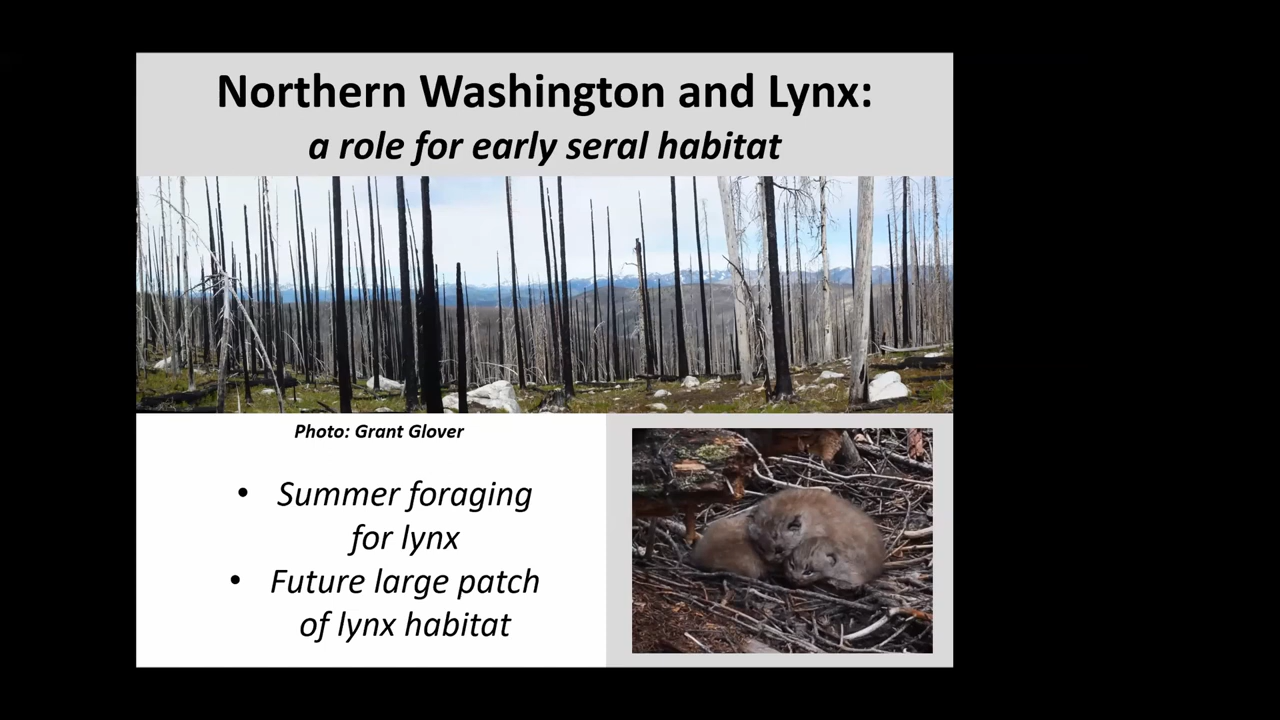 Northern Washington and Lynx:
a role for early seral habitat
Photo: Grant Glover
• Summer foraging
for lynx
• Future large patch
of lynx habitat